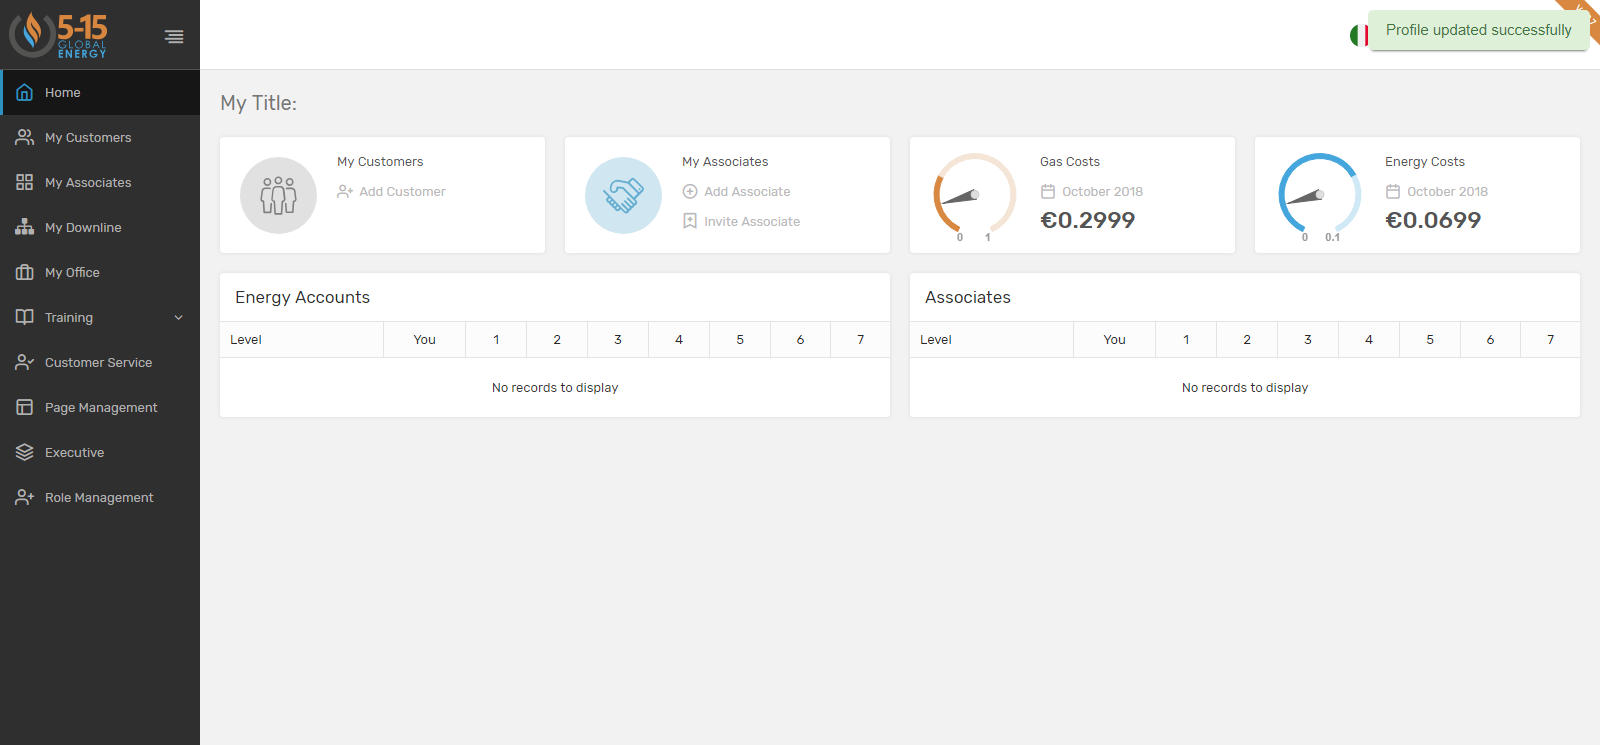 5-15
GLOBAL
ENERGY
Profile updated successfully
Home
My Customers
My Associates
My Downline
My Office
Training
Customer Service
Page Management
Executive
Role Management
My Title:
My Customers
Add Customer
My Associates
Add Associate
Invite Associate
Gas Costs
October 2018
€0.2999
0 1
Energy Costs
October 2018
€0.0699
0 0.1
Energy Accounts
Level You 1 2 3 4 5 6 7
No records to display
Associates
Level You 1 2 3 4 5 6 7
No records to display